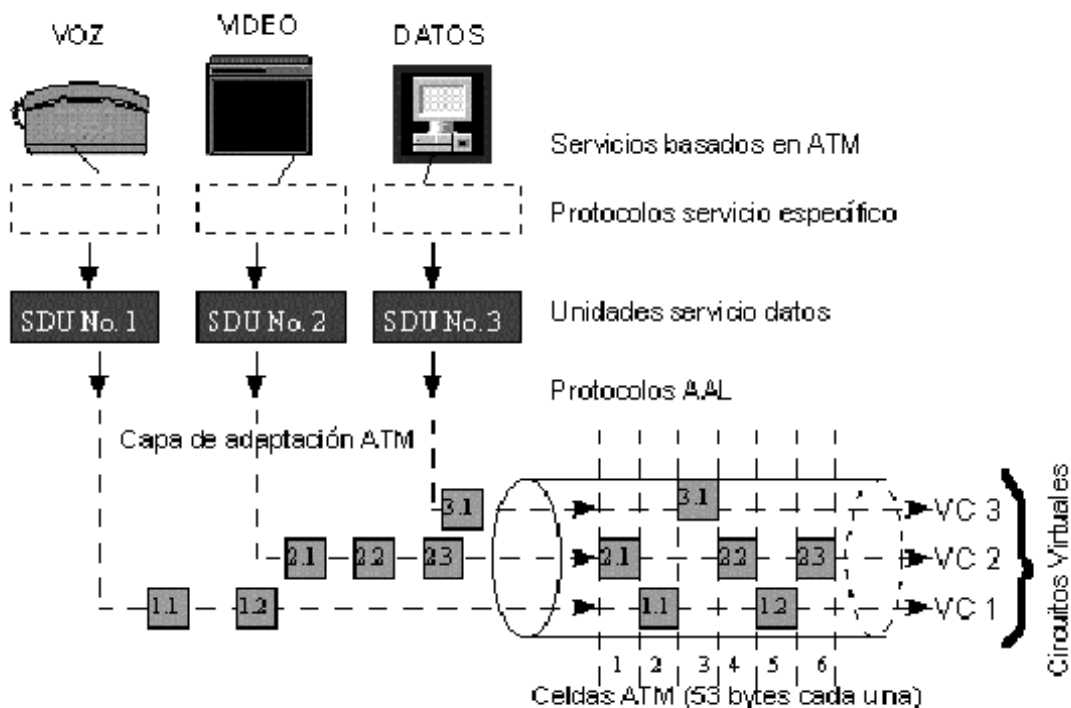 VOZ
VIDEO
DATOS
Servicios basados en ATM
Protocolos servicio específico
SDU No. 1
SDU No. 2
SDU No. 3
Unidades servicio datos
Protocolos AAL
Capa de adaptación ATM
3.1
3.1
VC 3
2.1
2.2
2.3
2.1
2.2
2.3
VC 2
1.1
1.2
1.1
1.2
VC 1
Circuitos Virtuales
1 2 3 4 5 6
Celdas ATM (53 bytes cada una)